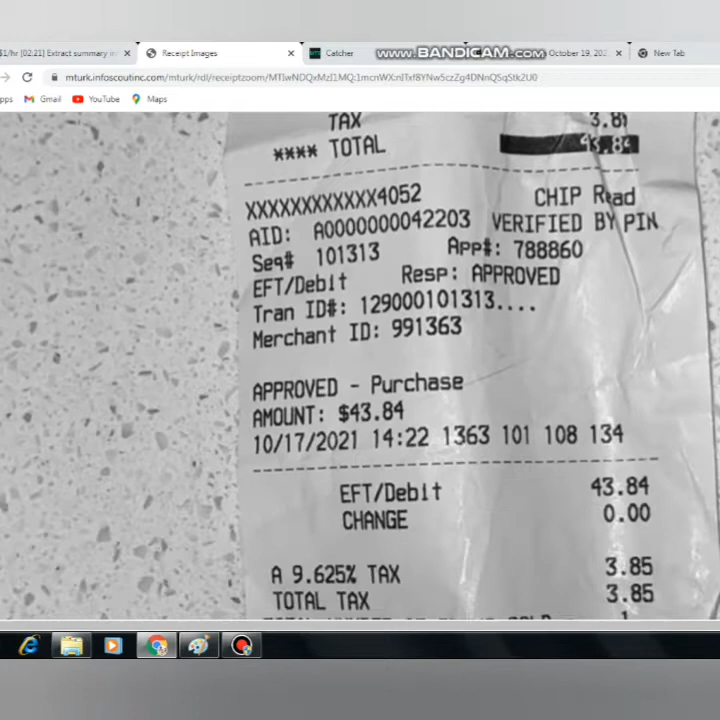 $1/hr [02:21] Extract summary in
Receipt Images
Catcher
www.BANDICAM.com
October 19, 202
New Tab
mturk.infoscoutinc.com/mturk/rdl/receiptzoom/
pps
Gmail
YouTube
Maps
TAX 3.8
**** TOTAL 43.84
XXXXXXXXXXXX4052 CHIP Read
AID: A0000000042203 VERIFIED BY PIN
Seq# 101313 App#: 788860
EFT/Debit Resp: APPROVED
Tran ID#: 129000101313....
Merchant ID: 991363
APPROVED - Purchase
AMOUNT: $43.84
10/17/2021 14:22 1363 101 108 134
EFT/Debit 43.84
CHANGE 0.00
A 9.625% TAX 3.85
TOTAL TAX 3.85